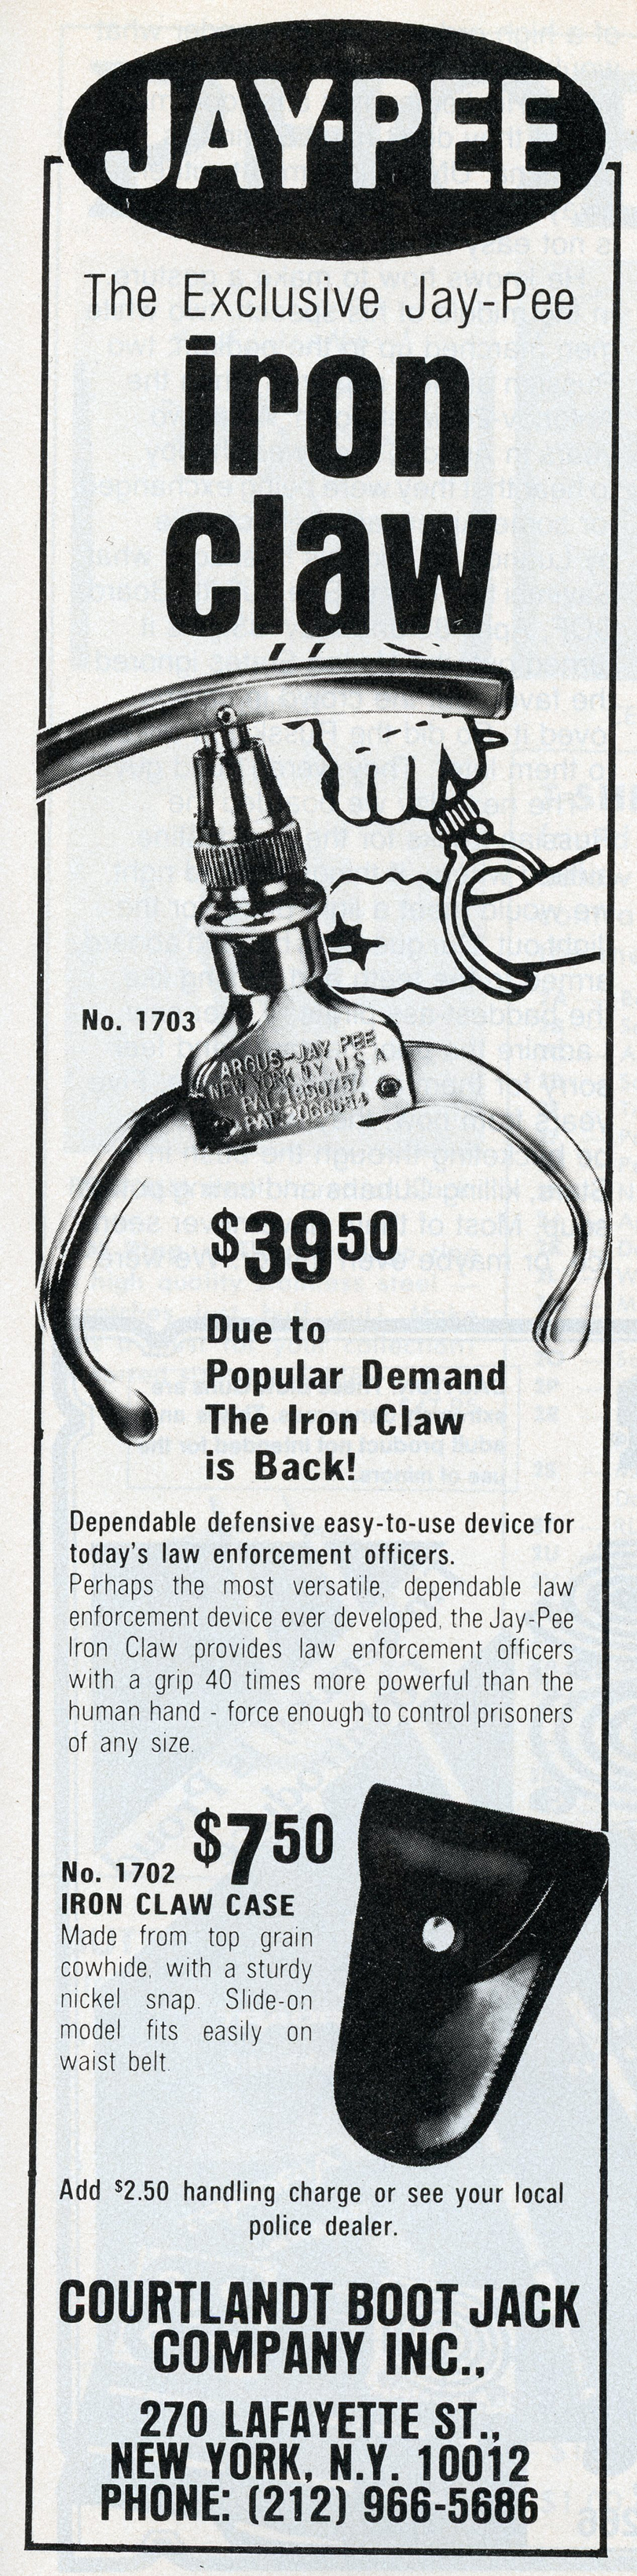 JAY-PEE
The Exclusive Jay-Pee
iron
claw
No. 1703
ARGUS-JAY PEE
NEW YORK N.Y. U S A
PAT.
PAT.
$39 50
Due to
Popular Demand
The Iron Claw
is Back!
Dependable defensive easy-to-use device for
today's law enforcement officers.
Perhaps the most versatile, dependable law
enforcement device ever developed, the Jay-Pee
Iron Claw provides law enforcement officers
with a grip 40 times more powerful than the
human hand - force enough to control prisoners
of any size.
$7 50
No. 1702
IRON CLAW CASE
Made from top grain
cowhide, with a sturdy
nickel snap. Slide-on
model fits easily on
waist belt.
Add $2.50 handling charge or see your local
police dealer.
COURTLANDT BOOT JACK
COMPANY INC.,
270 LAFAYETTE ST.,
NEW YORK, N.Y. 10012
PHONE: (212) 966-5686